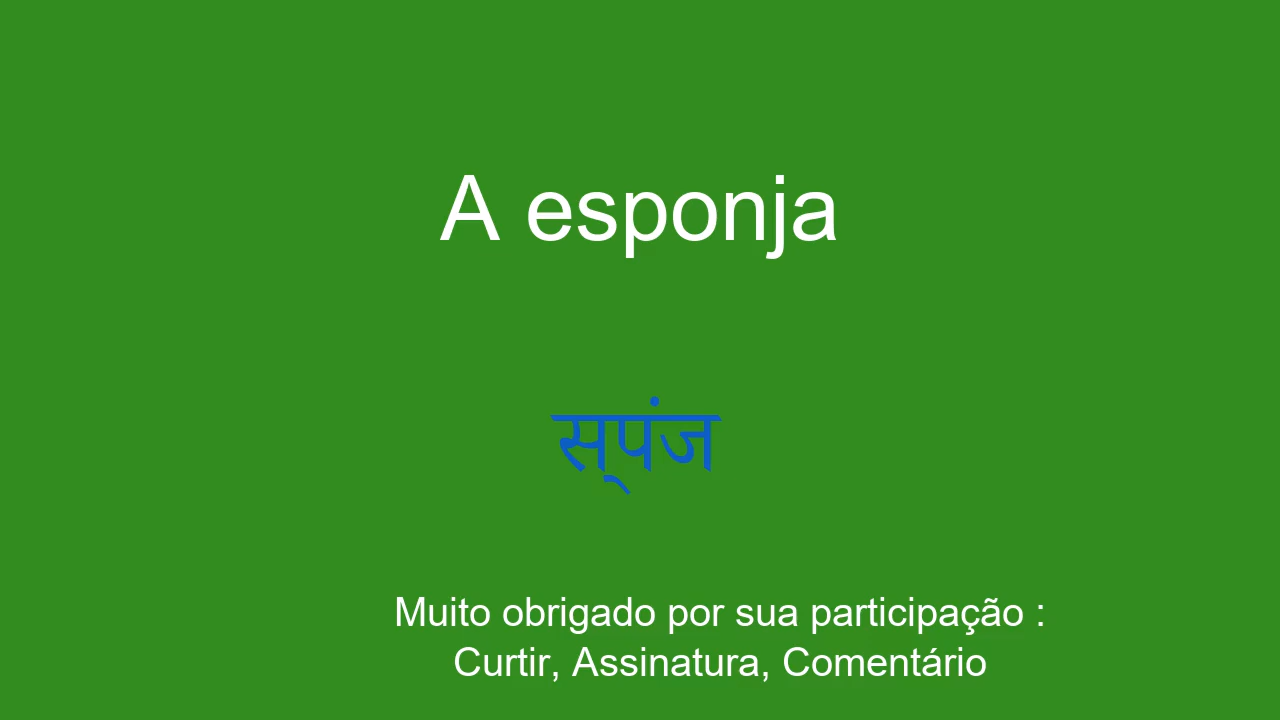 A esponja
स्पंज
Muito obrigado por sua participação :
Curtir, Assinatura, Comentário